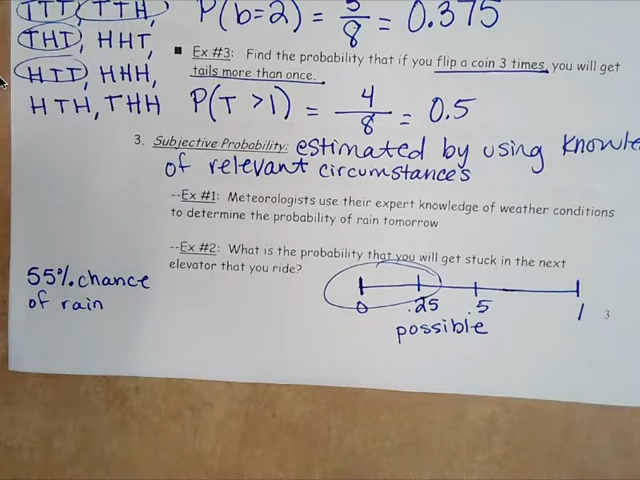 TTT, TTH, P(b=2) = 3/8 = 0.375
THT, HHT,
▪ Ex #3: Find the probability that if you flip a coin 3 times, you will get
tails more than once.
HTT, HHH,
HTH, THH P(T >1) = 4/8 = 0.5
3. Subjective Probability: estimated by using
of relevant circumstances
--Ex #1: Meteorologists use their expert knowledge of weather conditions
to determine the probability of rain tomorrow
--Ex #2: What is the probability that you will get stuck in the next
elevator that you ride?
55% chance
of rain
0 .25 .5 1
possible
3